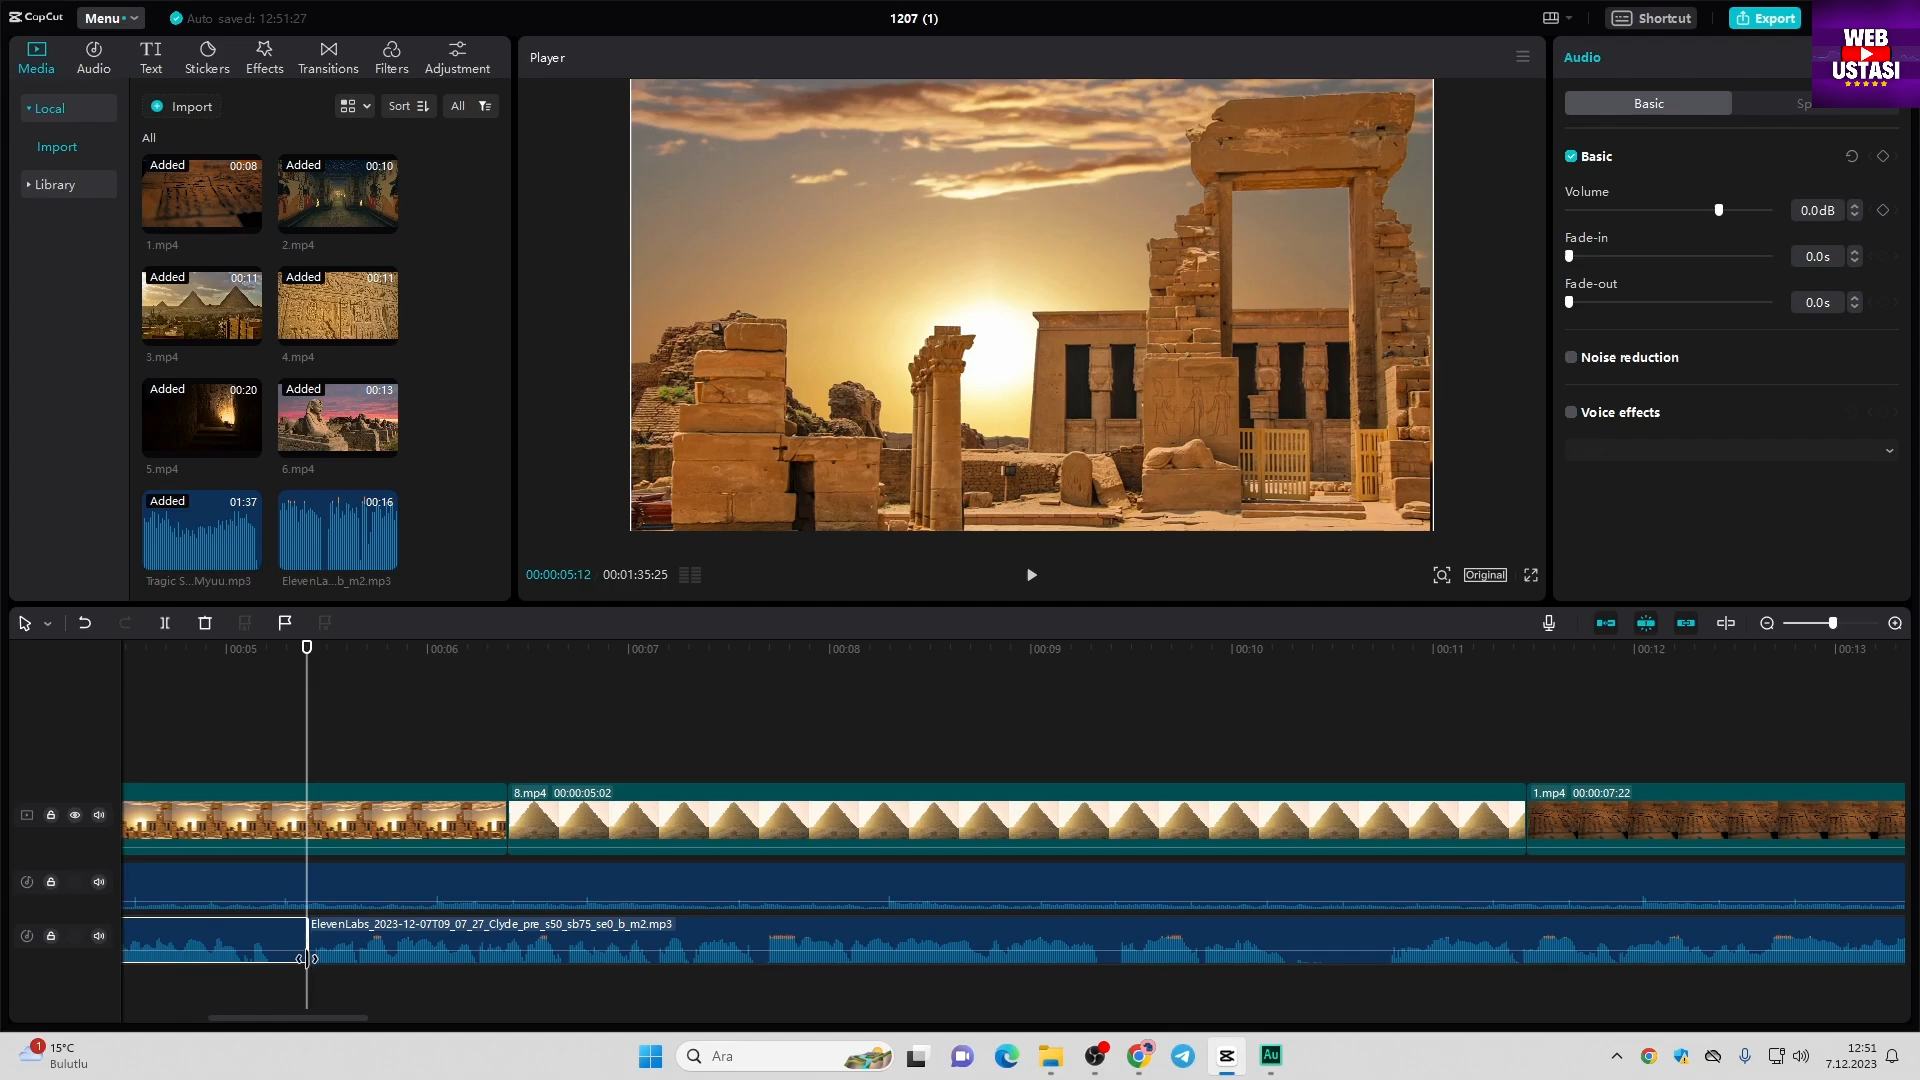 CapCut
Menu
Auto saved: 12:51:27
1207 (1)
Shortcut
Export
WEB
USTASI
Media
Audio
Text
Stickers
Effects
Transitions
Filters
Adjustment
Player
Audio
Local
Import
Sort
All
Basic
Sp
Import
All
Library
Added 00:08
Added 00:10
1.mp4
2.mp4
Added 00:11
Added 00:11
3.mp4
4.mp4
Added 00:20
Added 00:13
5.mp4
6.mp4
Added 01:37
00:16
Tragic S...Myuu.mp3
ElevenLa...b_m2.mp3
Basic
Volume
0.0dB
Fade-in
0.0s
Fade-out
0.0s
Noise reduction
Voice effects
00:00:05:12
00:01:35:25
Original
00:05
00:06
00:07
00:08
00:09
00:10
00:11
00:12
00:13
8.mp4 00:00:05:02
1.mp4 00:00:07:22
ElevenLabs_2023-12-07T09_07_27_Clyde_pre_s50_sb75_se0_b_m2.mp3
1
15°C
Bulutlu
Ara
Au
12:51
7.12.2023